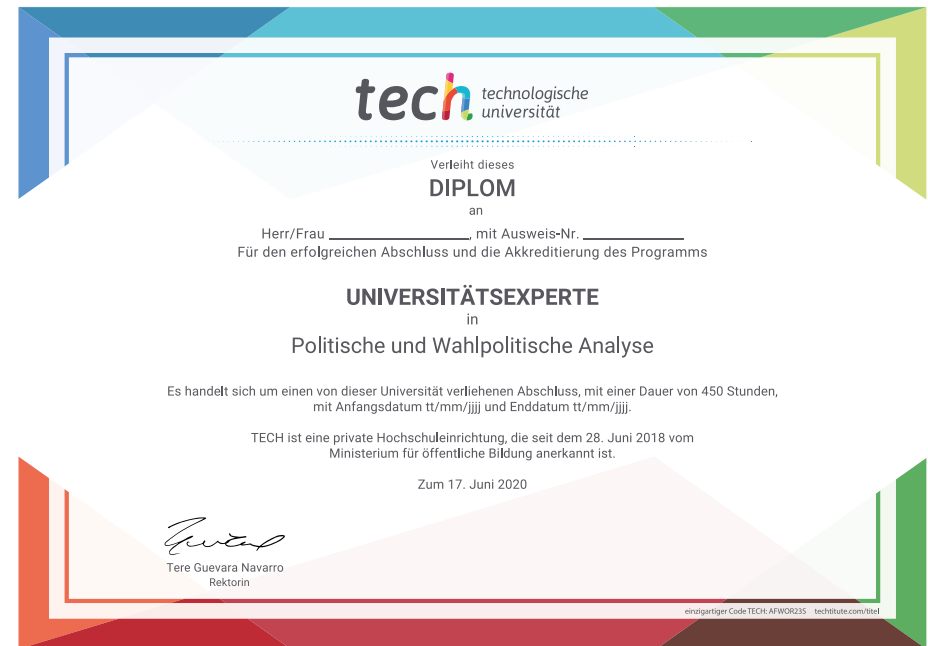 tech technologische
universität
Verleiht dieses
DIPLOM
an
Herr/Frau ____________________, mit Ausweis-Nr. ______________
Für den erfolgreichen Abschluss und die Akkreditierung des Programms
UNIVERSITÄTSEXPERTE
in
Politische und Wahlpolitische Analyse
Es handelt sich um einen von dieser Universität verliehenen Abschluss, mit einer Dauer von 450 Stunden,
mit Anfangsdatum tt/mm/jjjj und Enddatum tt/mm/jjjj.
TECH ist eine private Hochschuleinrichtung, die seit dem 28. Juni 2018 vom
Ministerium für öffentliche Bildung anerkannt ist.
Zum 17. Juni 2020
Tere Guevara Navarro
Rektorin
einzigartiger Code TECH: AFWOR23S techtitute.com/titel